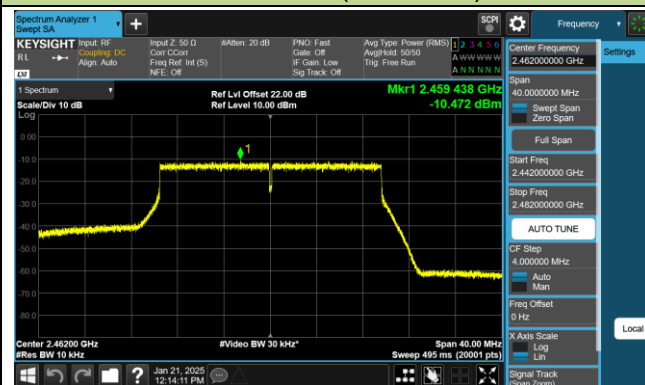 Spectrum Analyzer 1
Swept SA
SCPI
Frequency
KEYSIGHT
RL
LXI
Input: RF
Coupling: DC
Align: Auto
Input Z: 50 Ω
Corr CCorr
Freq Ref: Int (S)
NFE: Off
#Atten: 20 dB
PNO: Fast
Gate: Off
IF Gain: Low
Sig Track: Off
Avg Type: Power (RMS)
Avg|Hold: 50/50
Trig: Free Run
1 2 3 4 5 6
A W W W W W
A N N N N N
Center Frequency
2.462000000 GHz
Settings
Span
40.0000000 MHz
Swept Span
Zero Span
Full Span
Start Freq
2.442000000 GHz
Stop Freq
2.482000000 GHz
AUTO TUNE
CF Step
4.000000 MHz
Auto
Man
Freq Offset
0 Hz
X Axis Scale
Log
Lin
Signal Track
(Span Zoom)
Local
1 Spectrum
Scale/Div 10 dB
Log
Ref Lvl Offset 22.00 dB
Ref Level 10.00 dBm
Mkr1 2.459 438 GHz
-10.472 dBm
1
0.00
-10.0
-20.0
-30.0
-40.0
-50.0
-60.0
-70.0
-80.0
Center 2.46200 GHz
#Res BW 10 kHz
#Video BW 30 kHz*
Span 40.00 MHz
Sweep 495 ms (20001 pts)
?
Jan 21, 2025
12:14:11 PM